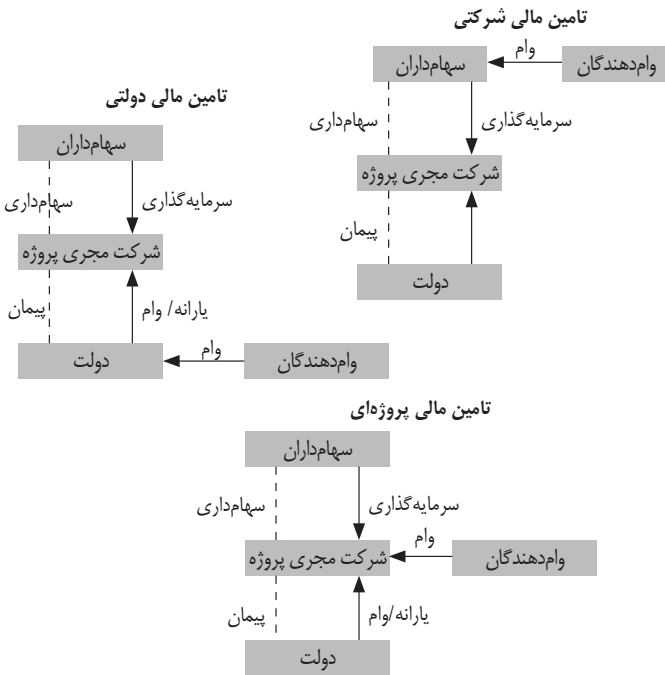 تامین مالی شرکتی
وام‌دهندگان
وام
سهام‌داران
سهام‌داری
سرمایه‌گذاری
شرکت مجری پروژه
پیمان
دولت
تامین مالی دولتی
سهام‌داران
سهام‌داری
سرمایه‌گذاری
شرکت مجری پروژه
پیمان
یارانه/ وام
دولت
وام
وام‌دهندگان
تامین مالی پروژه‌ای
سهام‌داران
سهام‌داری
سرمایه‌گذاری
شرکت مجری پروژه
وام
وام‌دهندگان
پیمان
یارانه/وام
دولت